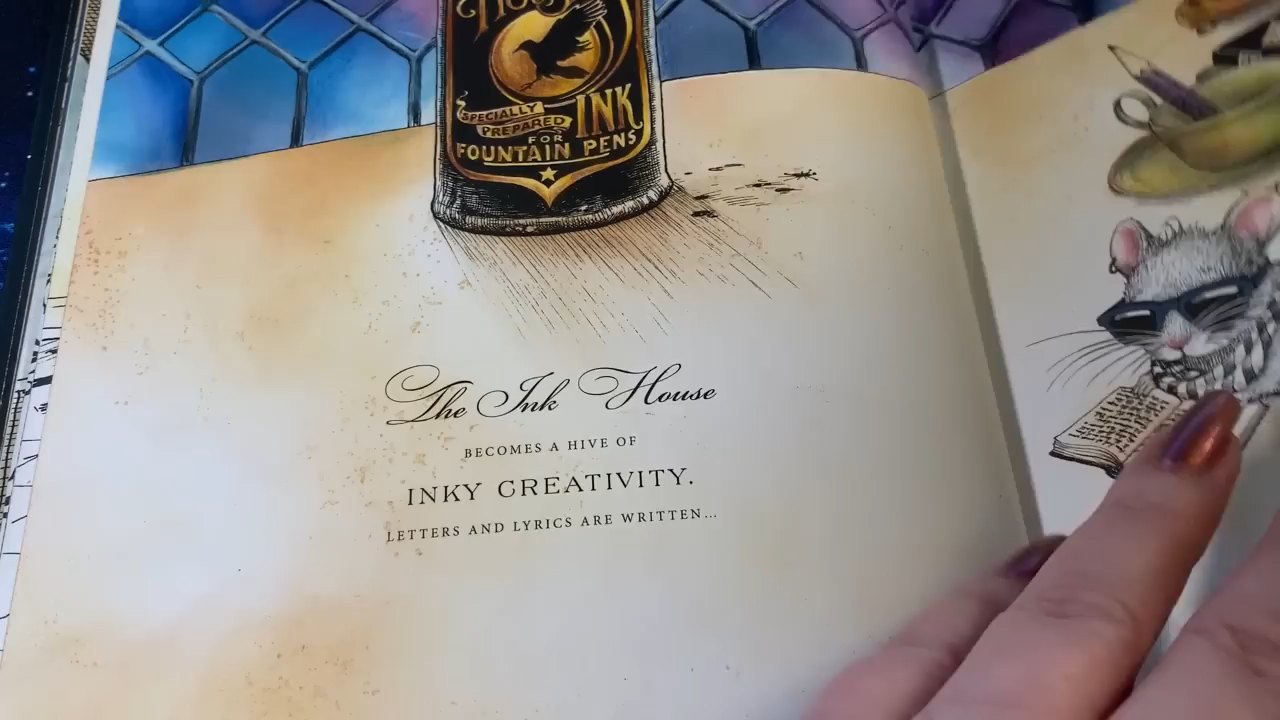 SPECIALLY
PREPARED
INK
FOR
FOUNTAIN PENS
The Ink House
BECOMES A HIVE OF
INKY CREATIVITY.
LETTERS AND LYRICS ARE WRITTEN...